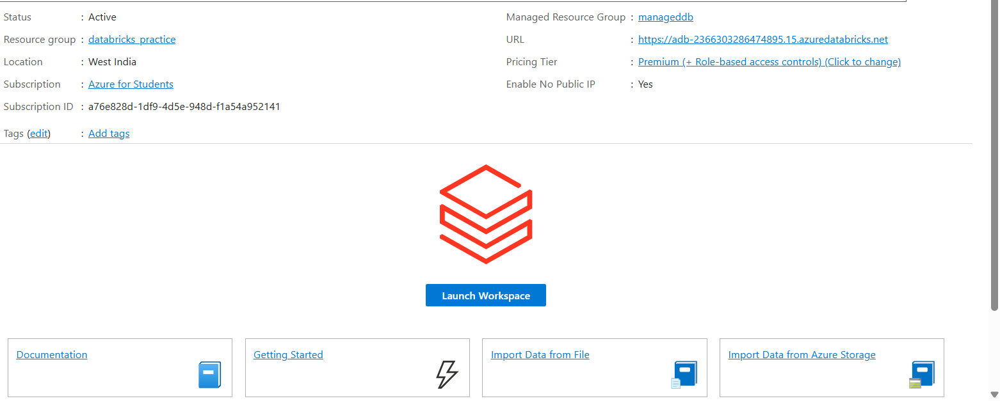 Status : Active
Resource group : databricks_practice
Location : West India
Subscription : Azure for Students
Subscription ID : a76e828d-1df9-4d5e-948d-f1a54a952141
Tags (edit) : Add tags
Managed Resource Group : manageddb
URL : https://adb-2366303286474895.15.azuredatabricks.net
Pricing Tier : Premium (+ Role-based access controls) (Click to change)
Enable No Public IP : Yes
Launch Workspace
Documentation
Getting Started
Import Data from File
Import Data from Azure Storage